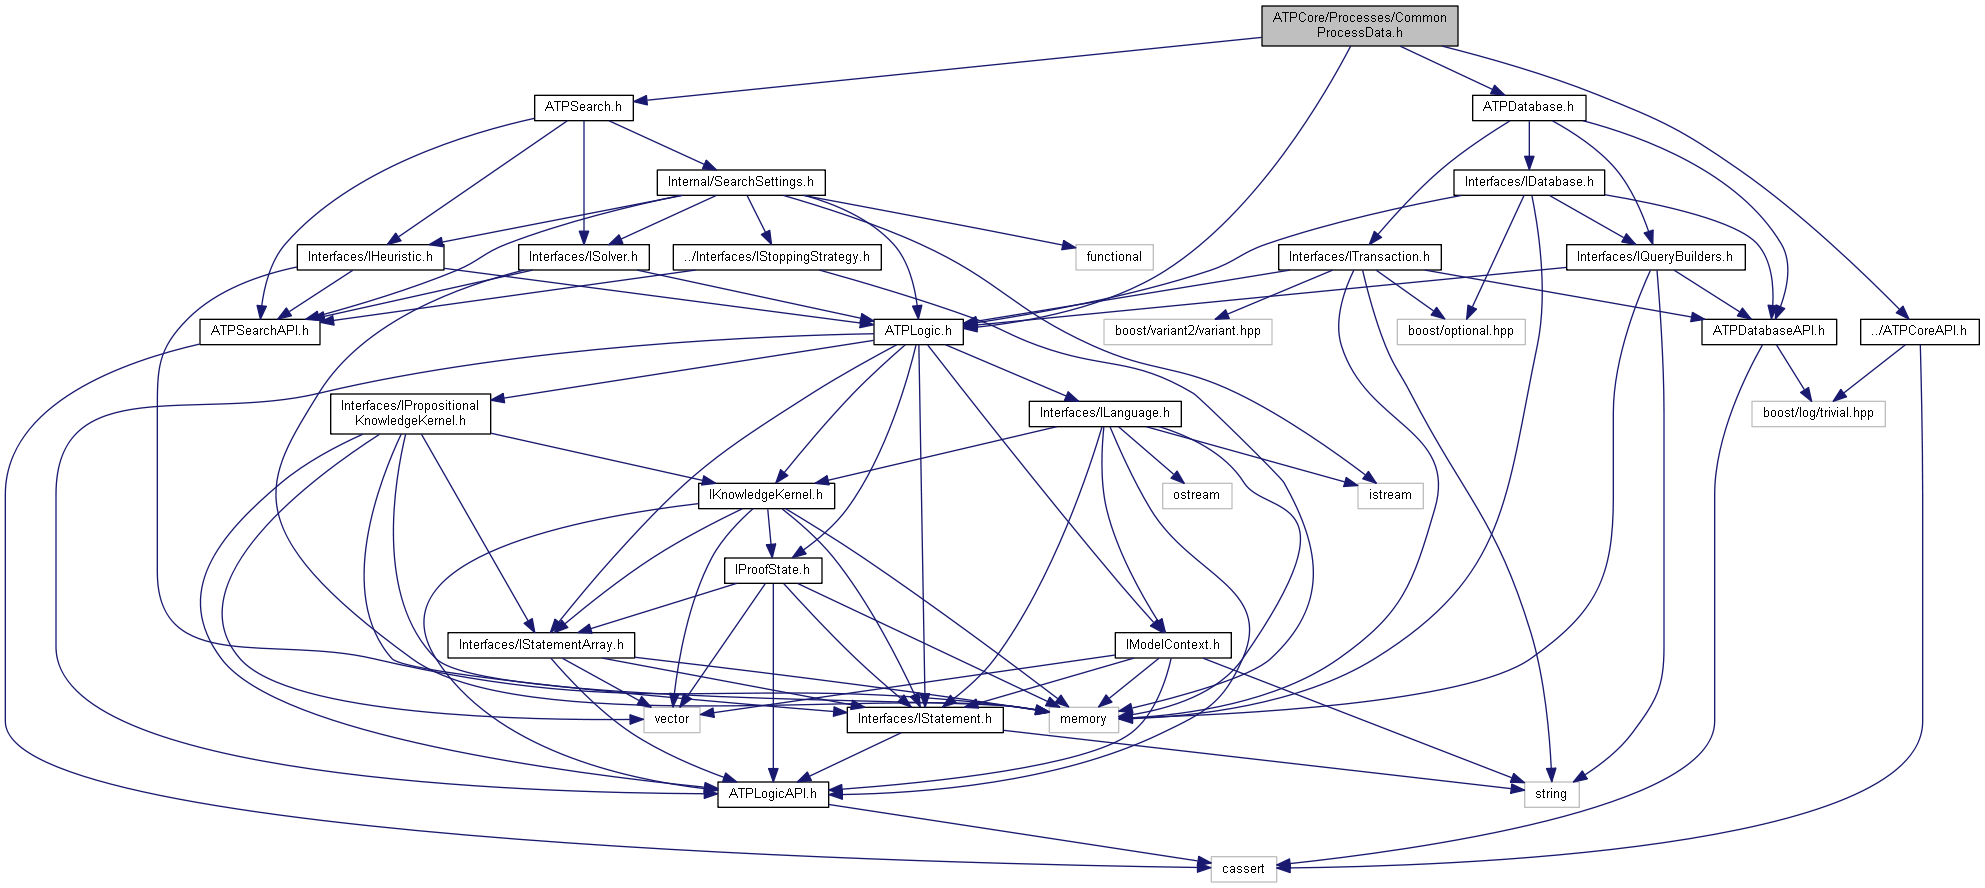 ATPCore/Processes/Common
ProcessData.h
ATPSearch.h
ATPDatabase.h
Internal/SearchSettings.h
Interfaces/IDatabase.h
Interfaces/IHeuristic.h
Interfaces/ISolver.h
../Interfaces/IStoppingStrategy.h
functional
Interfaces/ITransaction.h
Interfaces/IQueryBuilders.h
ATPSearchAPI.h
ATPLogic.h
boost/variant2/variant.hpp
boost/optional.hpp
ATPDatabaseAPI.h
../ATPCoreAPI.h
Interfaces/IPropositional
KnowledgeKernel.h
Interfaces/ILanguage.h
boost/log/trivial.hpp
IKnowledgeKernel.h
ostream
istream
IProofState.h
Interfaces/IStatementArray.h
IModelContext.h
vector
Interfaces/IStatement.h
memory
ATPLogicAPI.h
string
cassert